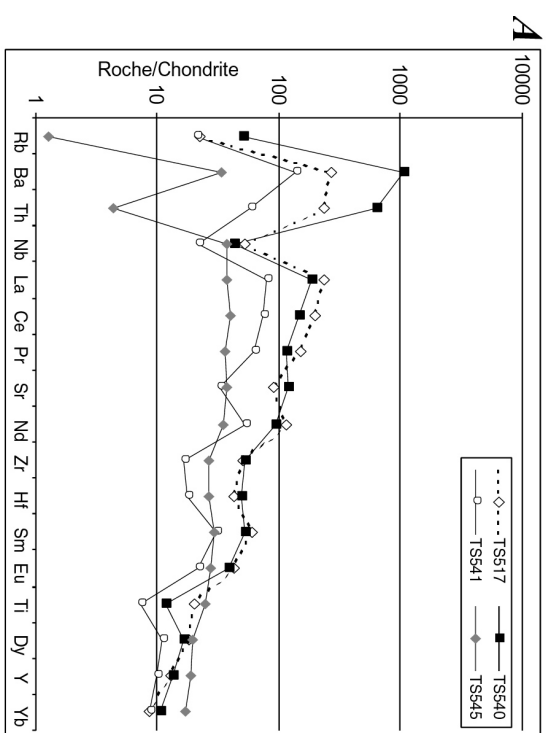 A
Roche/Chondrite
10000
1000
100
10
1
Rb Ba Th Nb La Ce Pr Sr Nd Zr Hf Sm Eu Ti Dy Y Yb
TS517 TS540
TS541 TS545